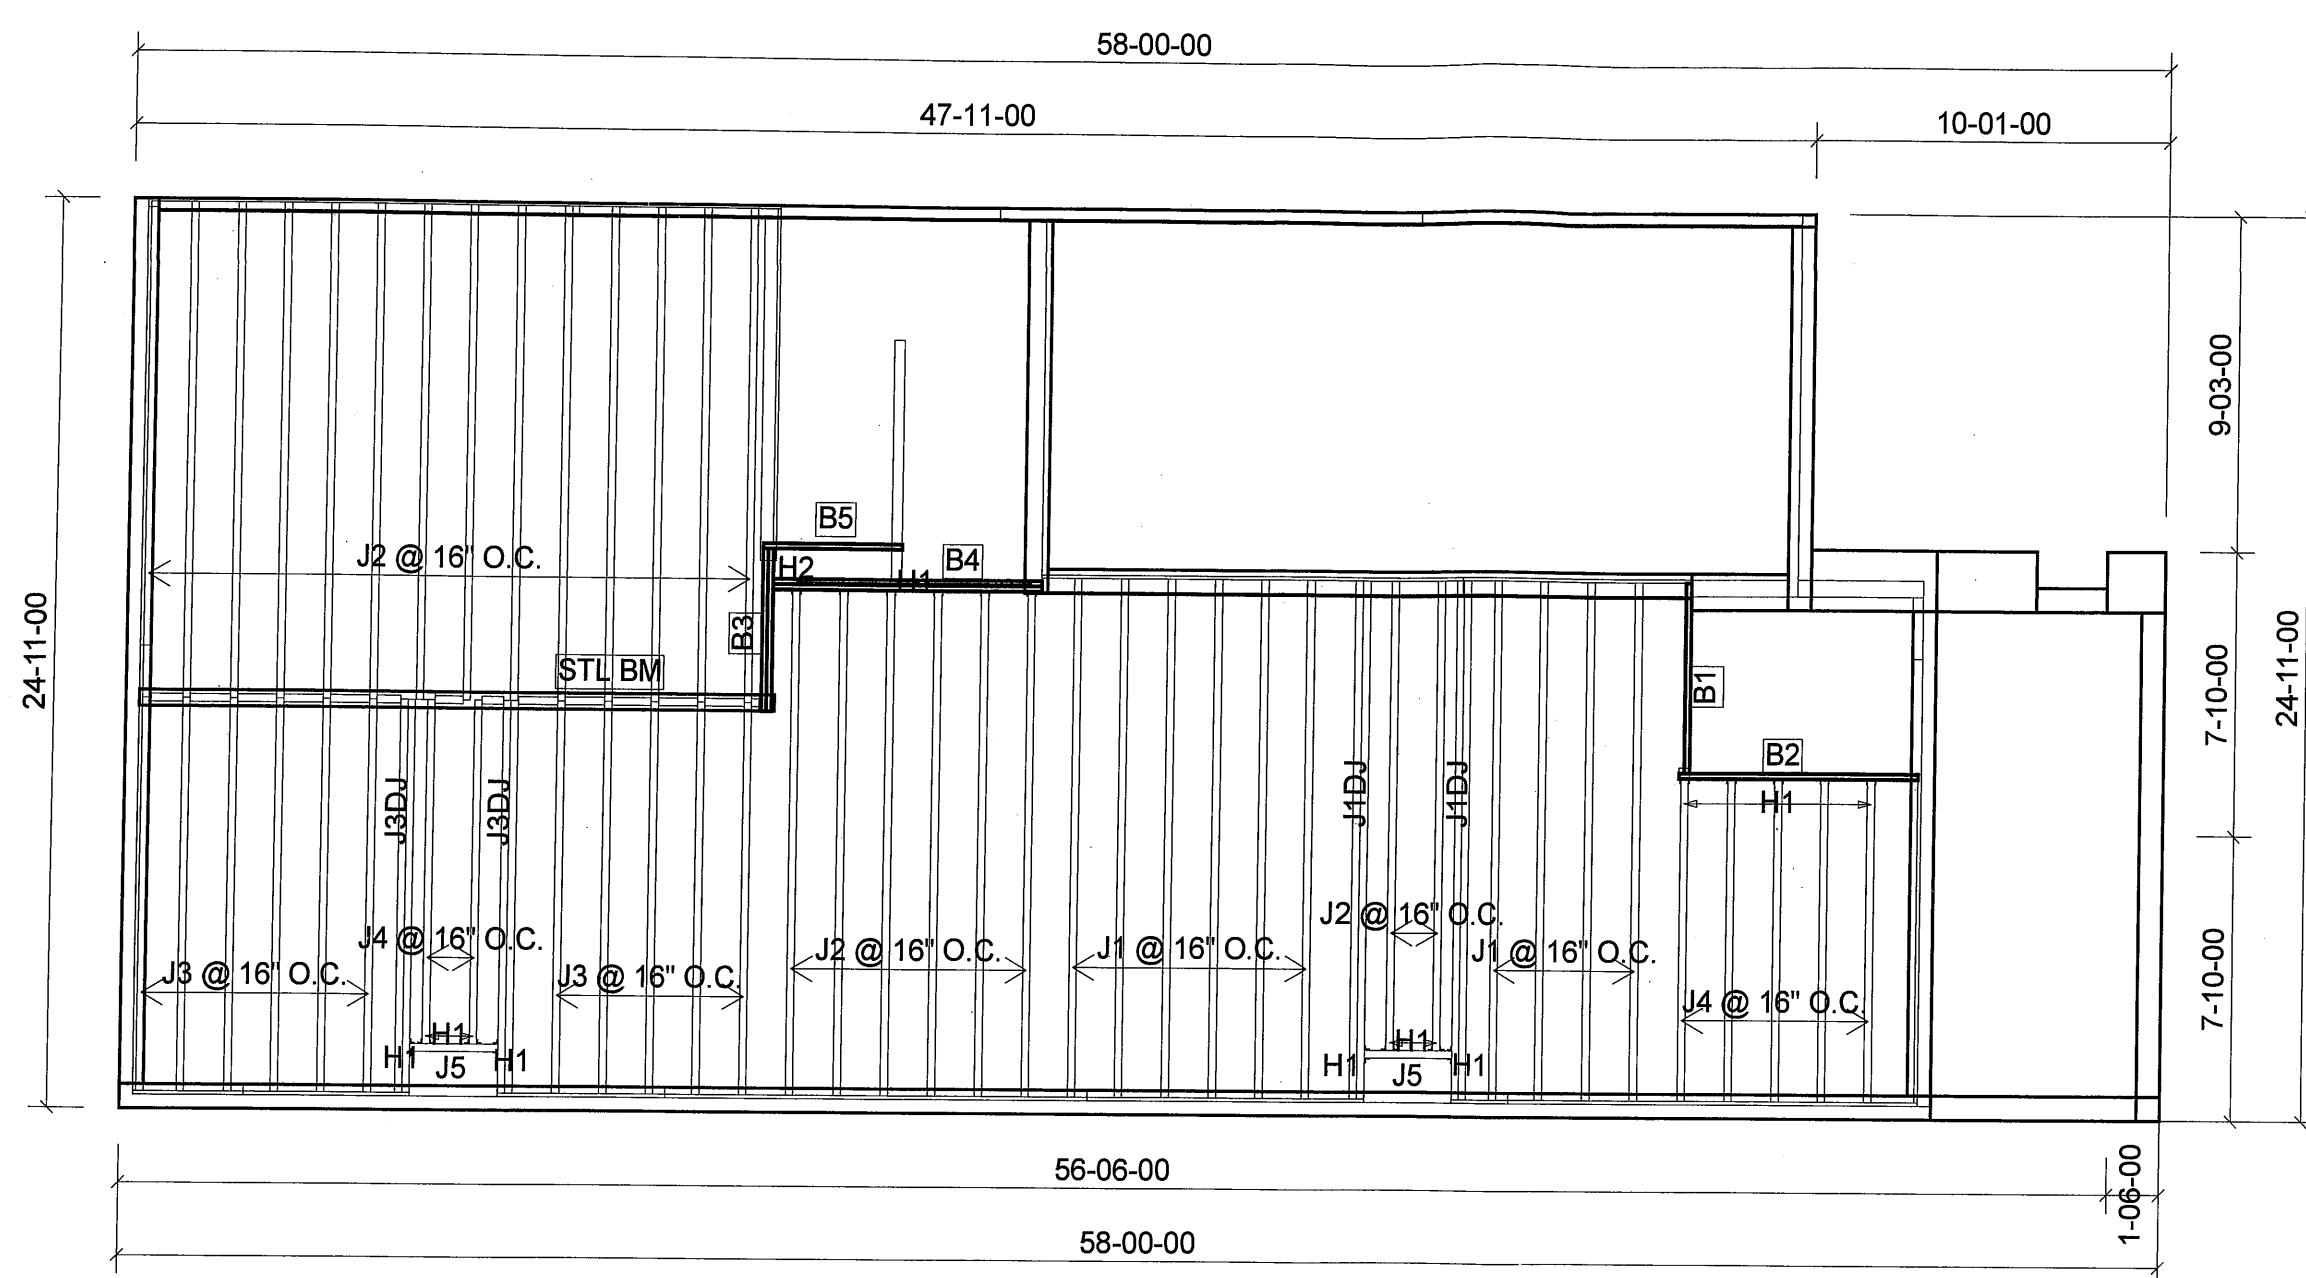 58-00-00
47-11-00
10-01-00
9-03-00
B5
J2 @ 16" O.C.
B4
H2
H1
24-11-00
B3
STL BM
B1
7-10-00
24-11-00
B2
H1
J3DJ
J3DJ
J1DJ
J1DJ
J2 @ 16" O.C.
J4 @ 16" O.C.
J2 @ 16" O.C.
J1 @ 16" O.C.
J1 @ 16" O.C.
J3 @ 16" O.C.
J3 @ 16" O.C.
J4 @ 16" O.C.
7-10-00
H1
H1
H1
J5
H1
H1
H1
J5
H1
56-06-00
1-06-00
58-00-00